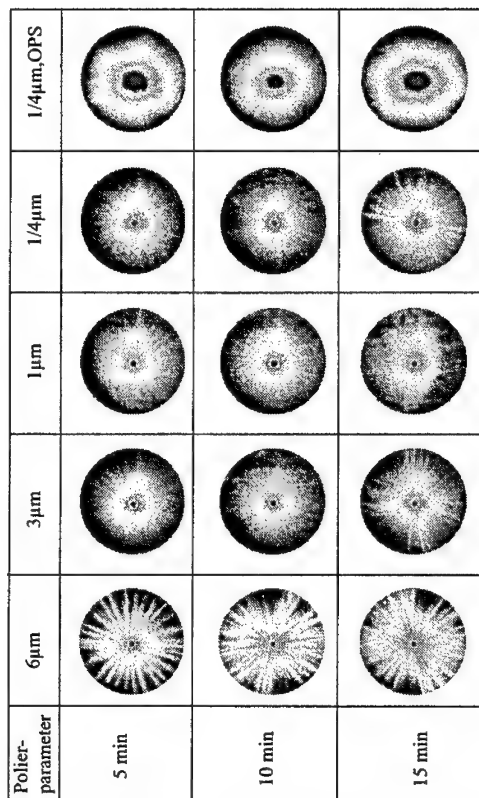 Polier-
parameter
6µm
3µm
1µm
1/4µm
1/4µm,OPS
5 min
10 min
15 min